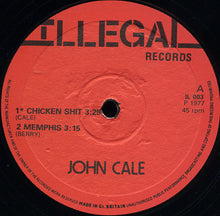 ILLEGAL
RECORDS
A
IL 003
P 1977
45 rpm
1* CHICKEN SHIT 3:25
(CALE)
2 MEMPHIS 3:15
(BERRY)
JOHN CALE
MADE IN Gt. BRITAIN